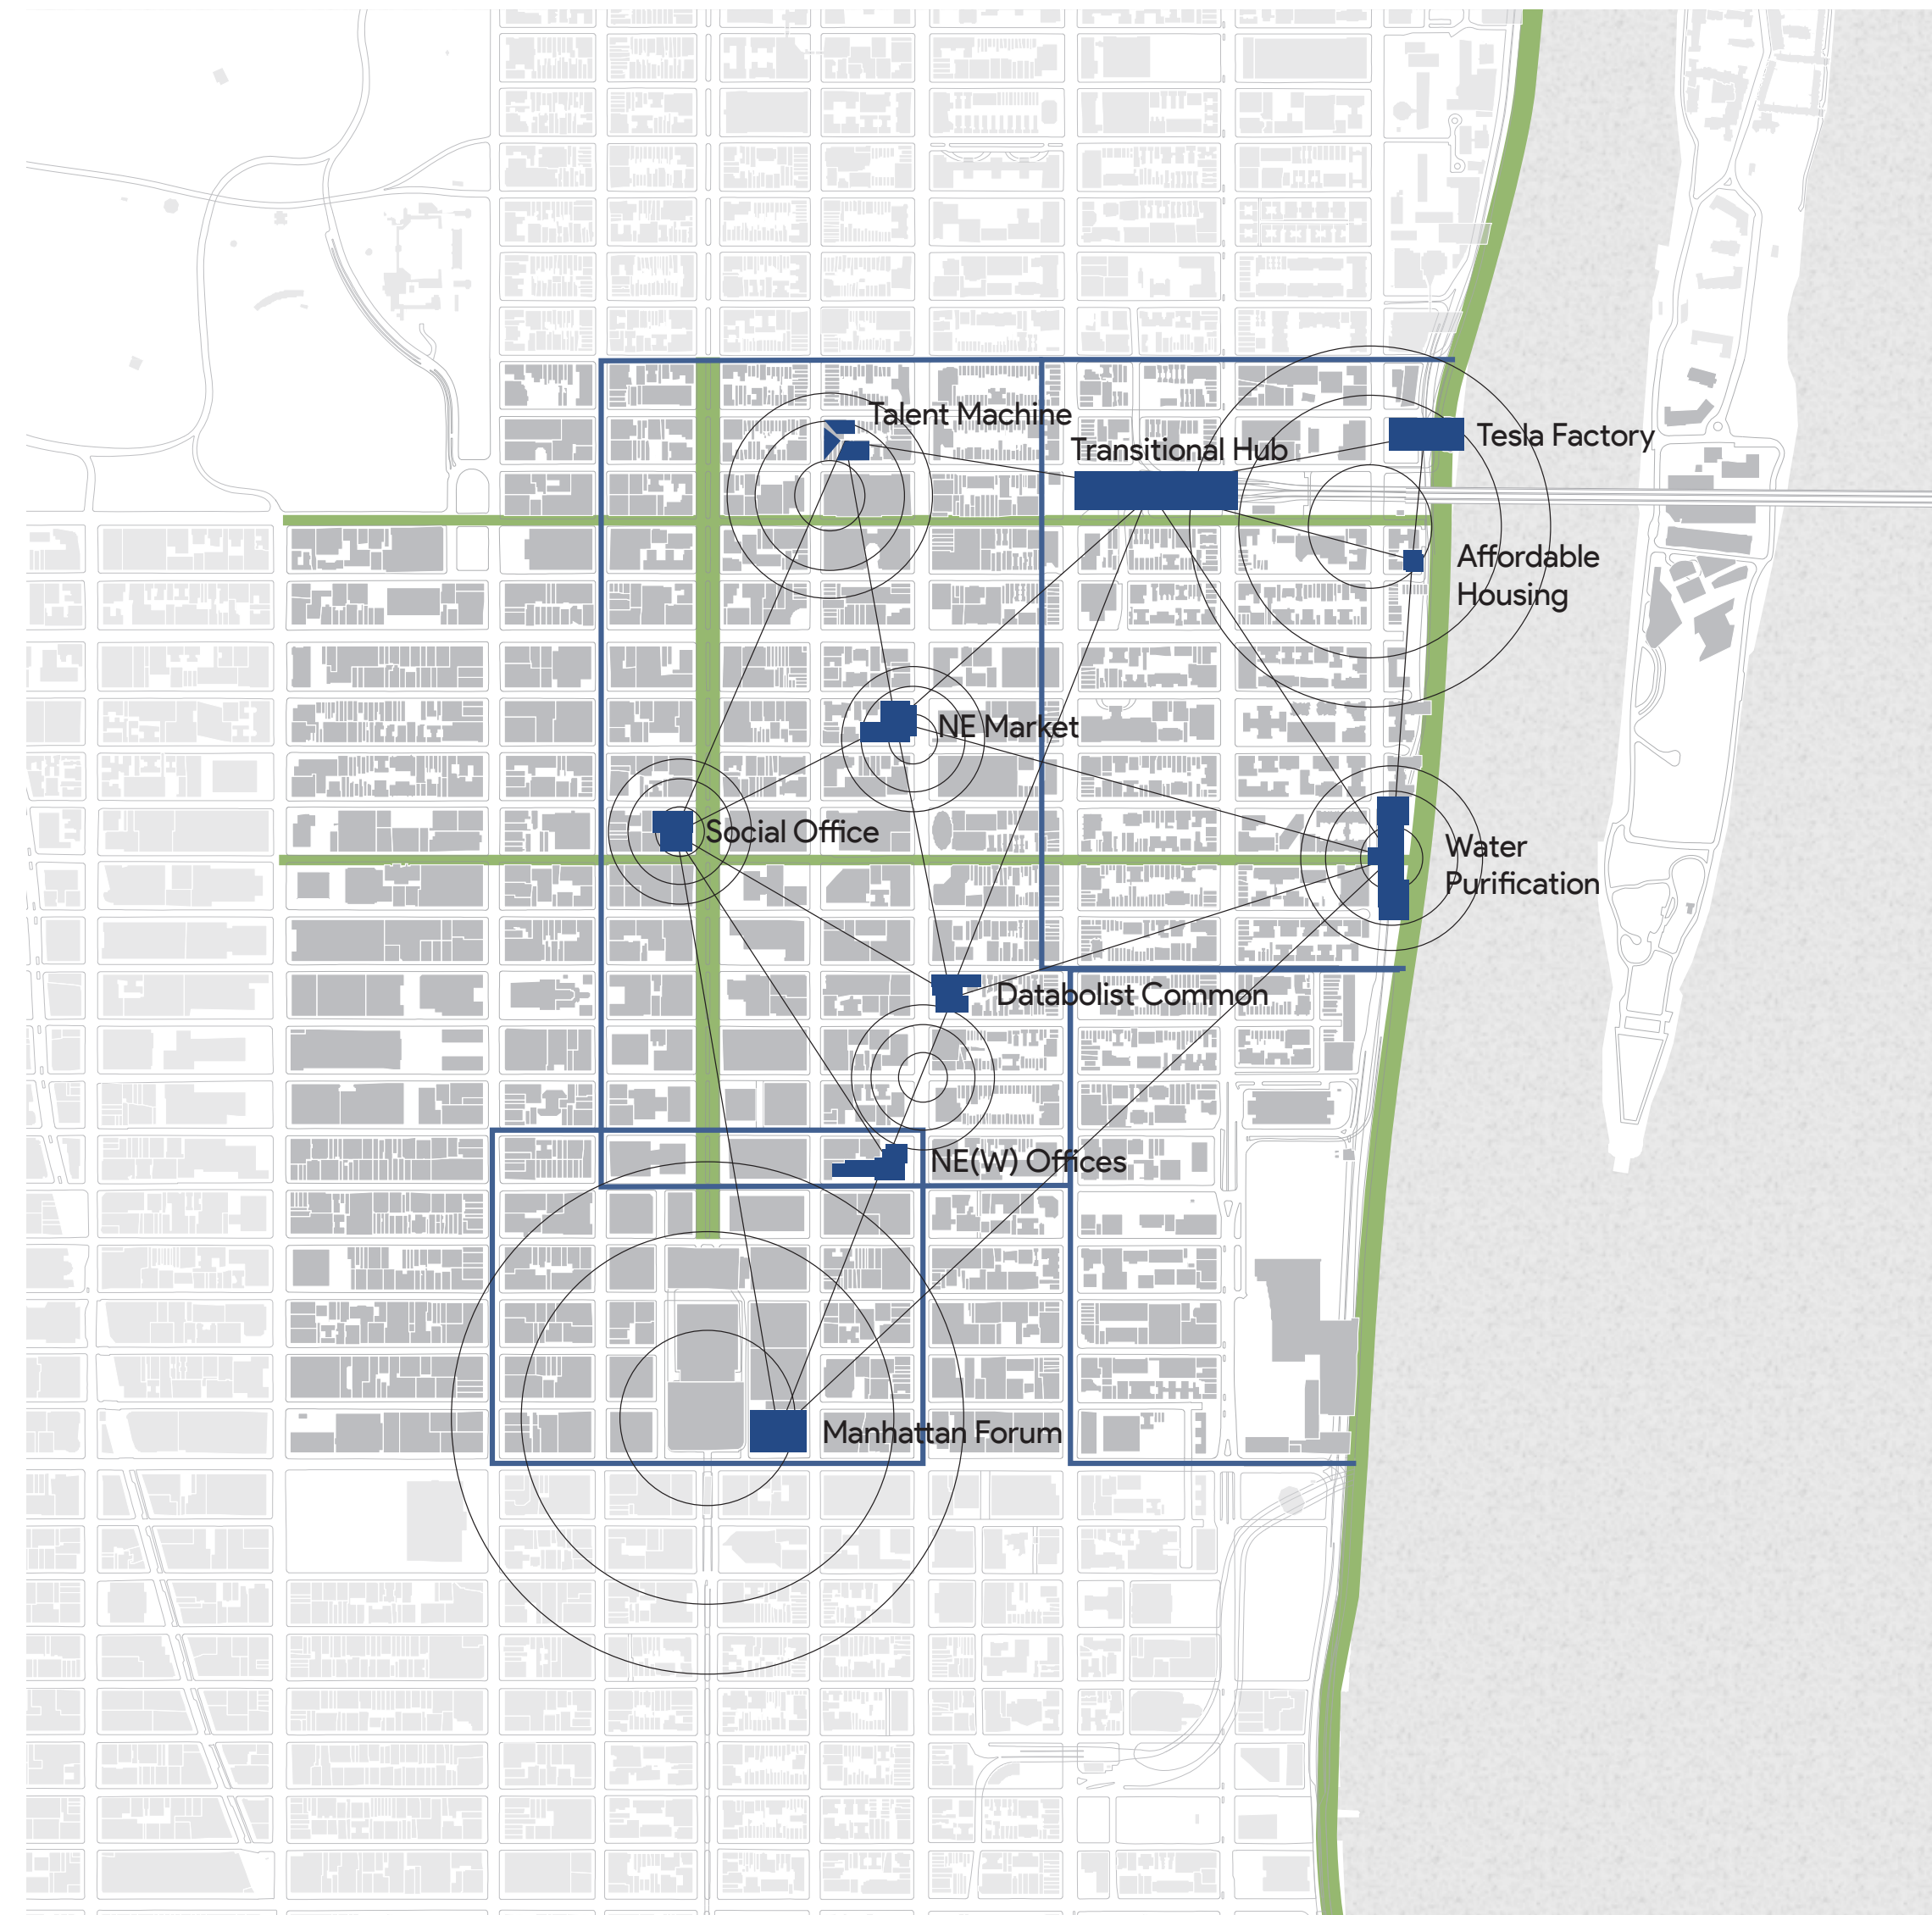 Talent Machine
Transitional Hub
Tesla Factory
Affordable
Housing
NE Market
Social Office
Water
Purification
Databolist Common
NE(W) Offices
Manhattan Forum